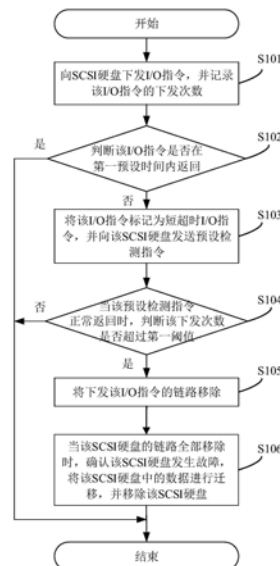 开始
S101
向SCSI硬盘下发I/O指令，并记录
该I/O指令的下发次数
S102
是
判断该I/O指令是否在
第一预设时间内返回
否
S103
将该I/O指令标记为短超时I/O指
令，并向该SCSI硬盘发送预设检
测指令
S104
否
当该预设检测指令
正常返回时，判断该下发次数
是否超过第一阈值
是
S105
将下发该I/O指令的链路移除
S106
当该SCSI硬盘的链路全部移除
时，确认该SCSI硬盘发生故障，
将该SCSI硬盘中的数据进行迁
移，并移除该SCSI硬盘
结束